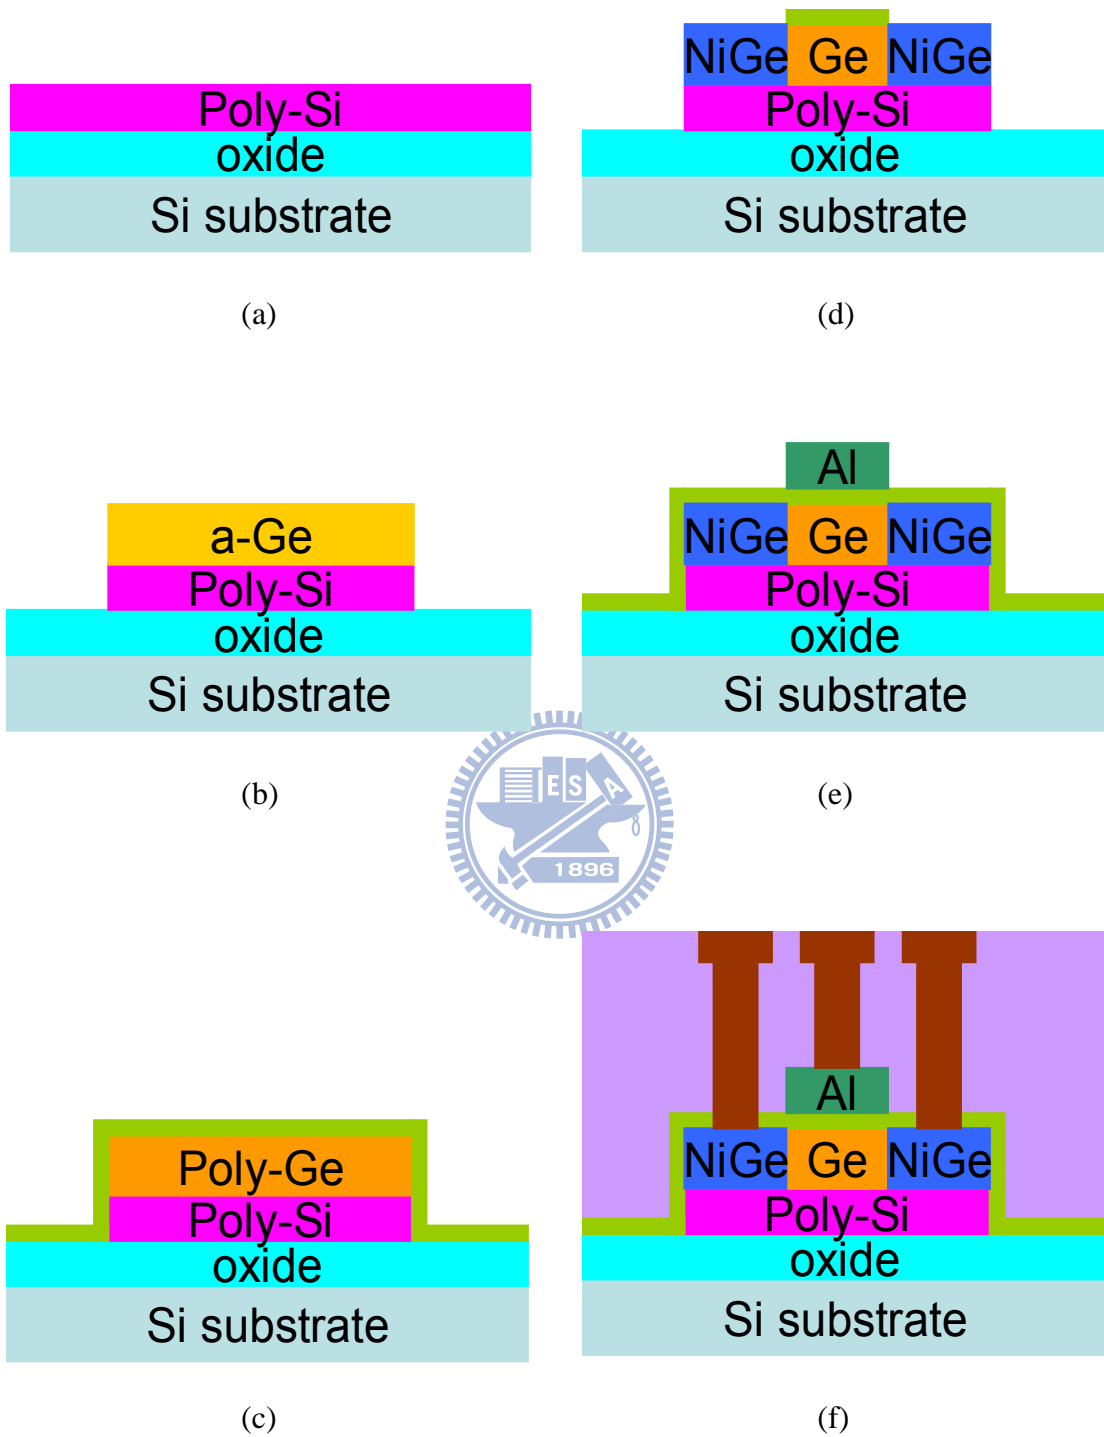 Poly-Si
oxide
Si substrate
(a)
a-Ge
Poly-Si
oxide
Si substrate
(b)
Poly-Ge
Poly-Si
oxide
Si substrate
(c)
NiGe Ge NiGe
Poly-Si
oxide
Si substrate
(d)
Al
NiGe Ge NiGe
Poly-Si
oxide
Si substrate
(e)
Al
NiGe Ge NiGe
Poly-Si
oxide
Si substrate
(f)
E S A
1896